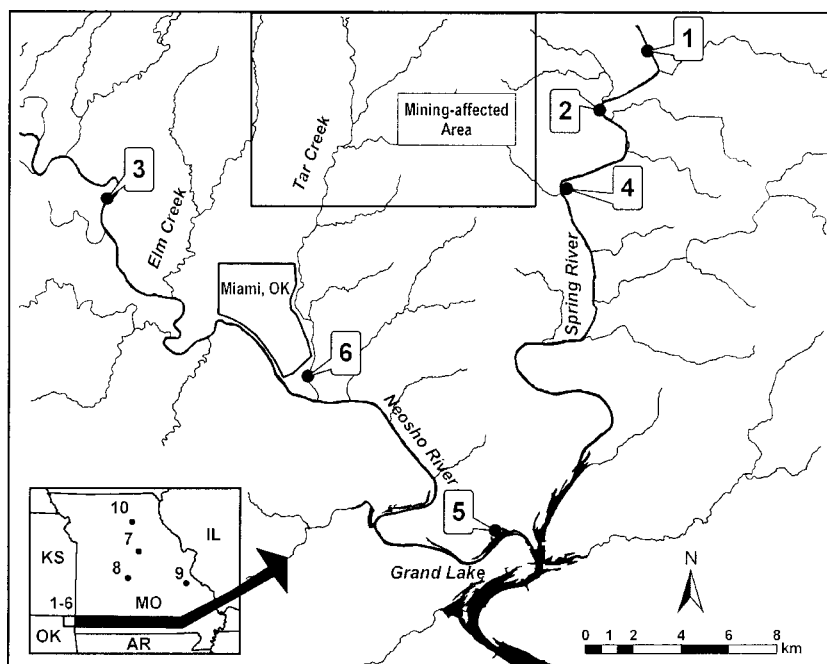 1
2
Mining-affected
Area
Tar Creek
3
4
Elm Creek
Spring River
Miami, OK
6
Neosho River
5
Grand Lake
10
7
IL
KS
8
9
1-6
MO
OK
AR
N
0 1 2 4 6 8
km